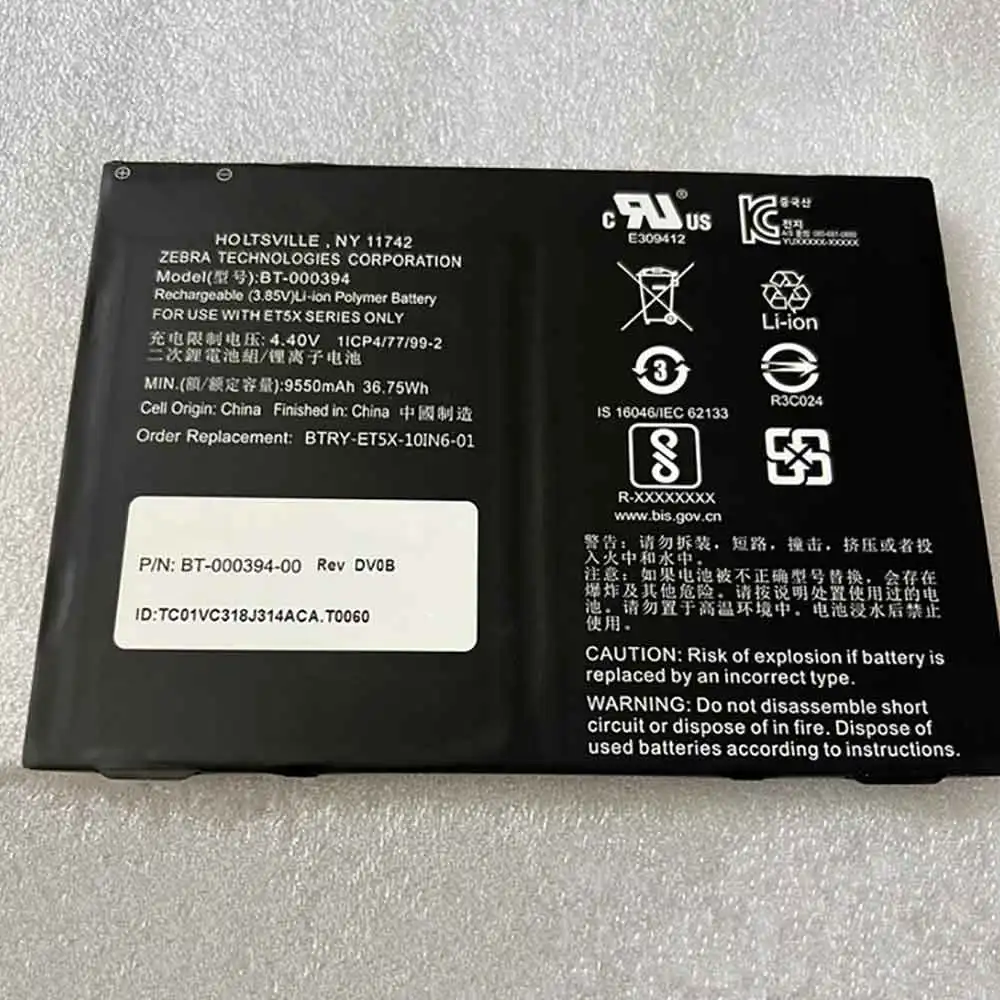 HOLTSVILLE , NY 11742
ZEBRA TECHNOLOGIES CORPORATION
Model(型号):BT-000394
Rechargeable (3.85V)Li-ion Polymer Battery
FOR USE WITH ET5X SERIES ONLY
充电限制电压: 4.40V 1ICP4/77/99-2
二次鋰電池組/锂离子电池
MIN.(額/额定容量):9550mAh 36.75Wh
Cell Origin: China Finished in: China 中國制造
Order Replacement: BTRY-ET5X-10IN6-01
P/N: BT-000394-00 Rev DV0B
ID:TC01VC318J314ACA.T0060
c RU ® US
E309412
KC
중국산
전지
YUXXXXX-XXXXX
Li-ion
3
R3C024
IS 16046/IEC 62133
R-XXXXXXXX
www.bis.gov.cn
警告: 请勿拆装, 短路, 撞击, 挤压或者投
入火中和水中。
注意: 如果电池被不正确型号替换, 会存在
爆炸及其他危险。请按说明处置使用过的电
池。请勿置于高温环境中。电池浸水后禁止
使用。
CAUTION: Risk of explosion if battery is
replaced by an incorrect type.
WARNING: Do not disassemble short
circuit or dispose of in fire. Dispose of
used batteries according to instructions.